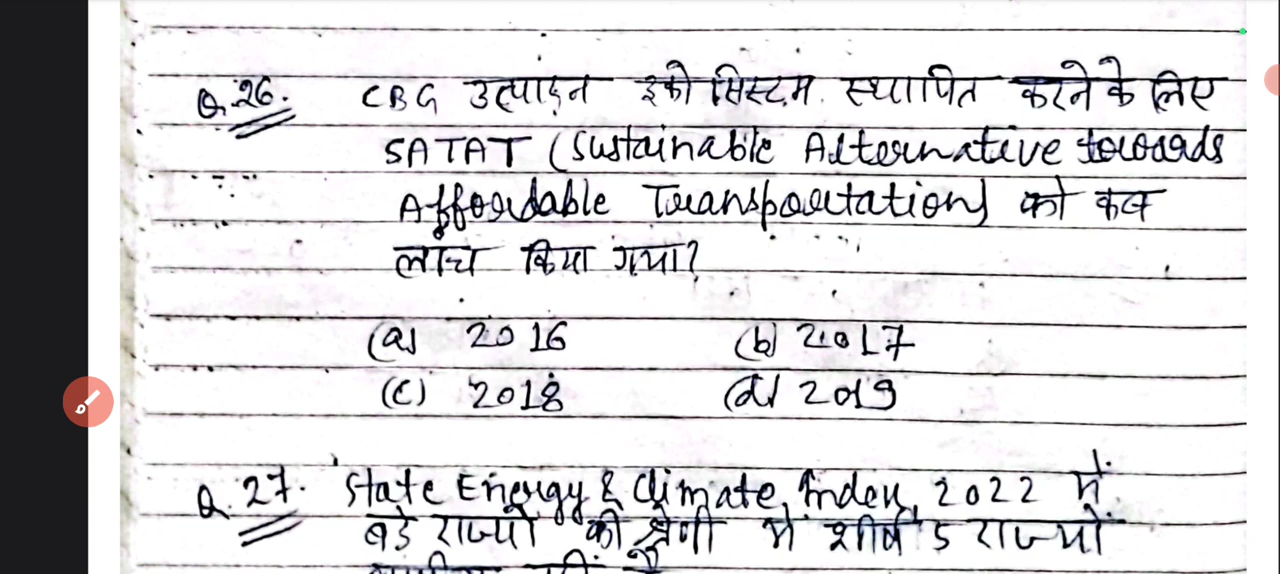 Q.26. CBG उत्पादन इको सिस्टम स्थापित करने के लिए
SATAT (Sustainable Alternative towards
Affordable Transportation) को कब
लांच किया गया?
(a) 2016 (b) 2017
(c) 2018 (d) 2019
Q.27. State Energy & Climate Index, 2022 में
बड़े राज्यों की श्रेणी में शीर्ष 5 राज्यों